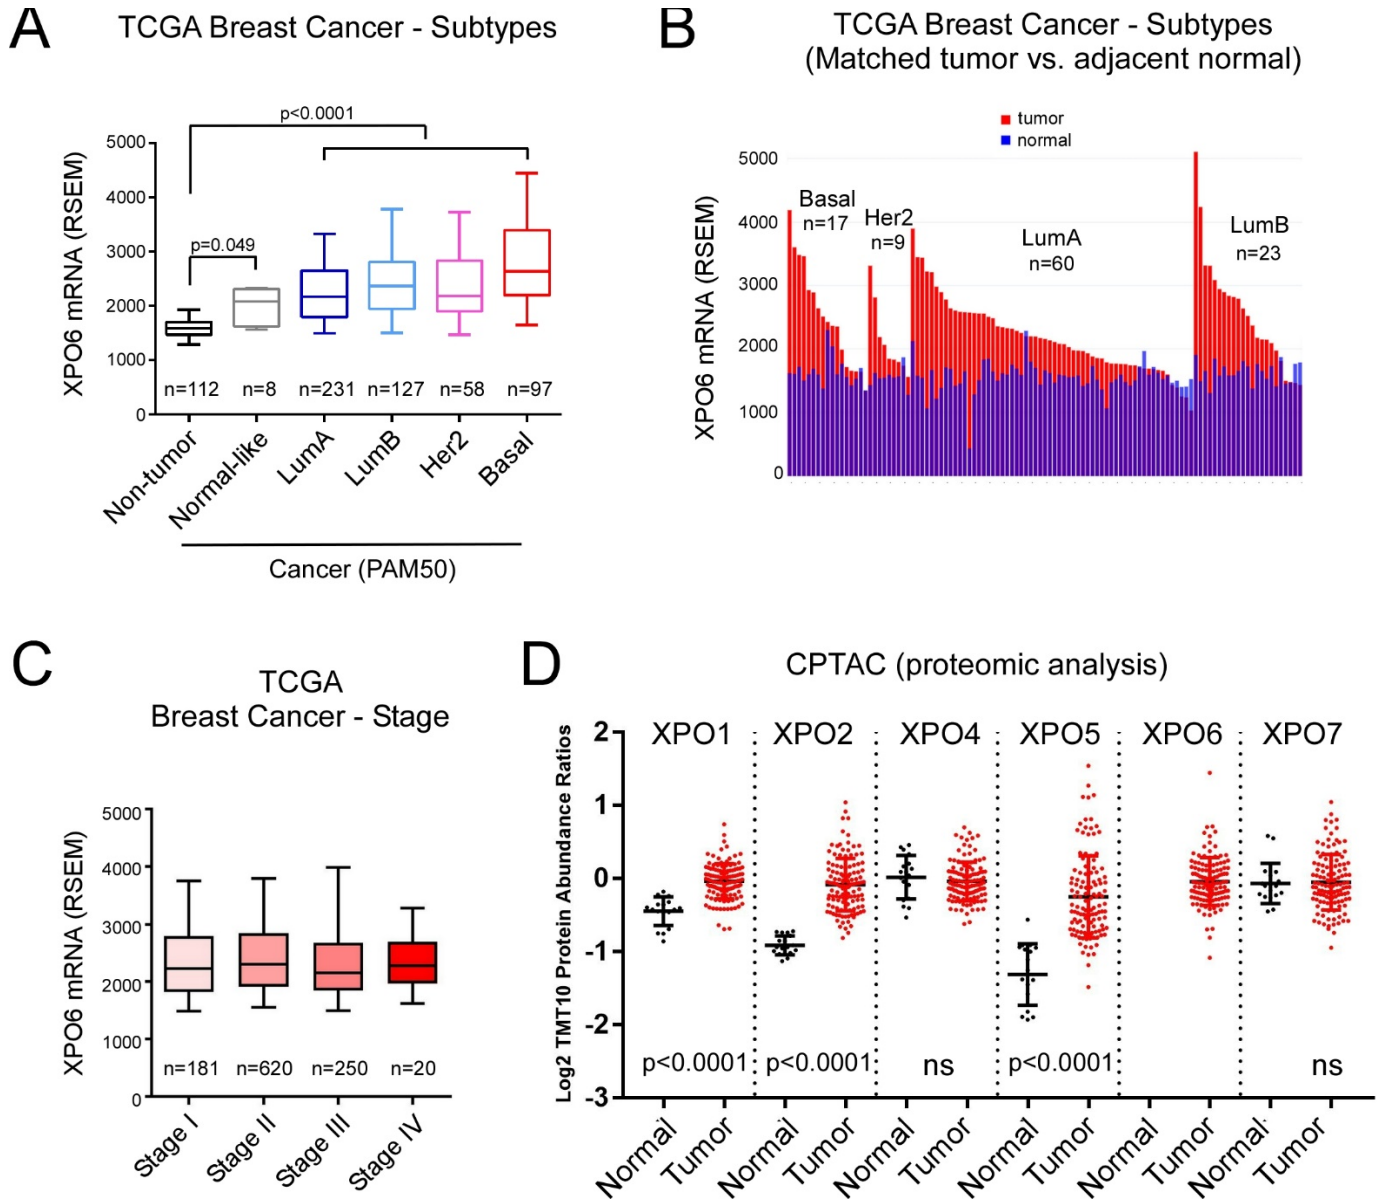 A
TCGA Breast Cancer - Subtypes
p<0.0001
p=0.049
XPO6 mRNA (RSEM)
5000
4000
3000
2000
1000
0
n=112
n=8
n=231
n=127
n=58
n=97
Non-tumor
Normal-like
LumA
LumB
Her2
Basal
Cancer (PAM50)
B
TCGA Breast Cancer - Subtypes
(Matched tumor vs. adjacent normal)
tumor
normal
XPO6 mRNA (RSEM)
5000
4000
3000
2000
1000
0
Basal
n=17
Her2
n=9
LumA
n=60
LumB
n=23
C
TCGA
Breast Cancer - Stage
XPO6 mRNA (RSEM)
5000
4000
3000
2000
1000
0
n=181
n=620
n=250
n=20
Stage I
Stage II
Stage III
Stage IV
D
CPTAC (proteomic analysis)
Log2 TMT10 Protein Abundance Ratios
2
1
0
-1
-2
-3
XPO1
XPO2
XPO4
XPO5
XPO6
XPO7
p<0.0001
p<0.0001
ns
p<0.0001
ns
Normal
Tumor
Normal
Tumor
Normal
Tumor
Normal
Tumor
Normal
Tumor
Normal
Tumor